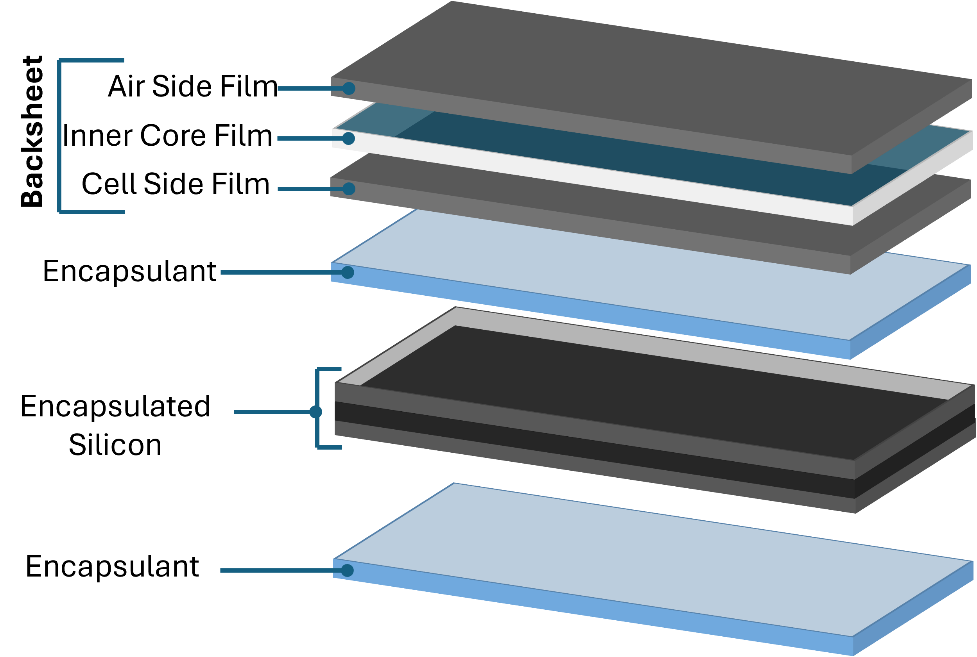 Backsheet
Air Side Film
Inner Core Film
Cell Side Film
Encapsulant
Encapsulated
Silicon
Encapsulant